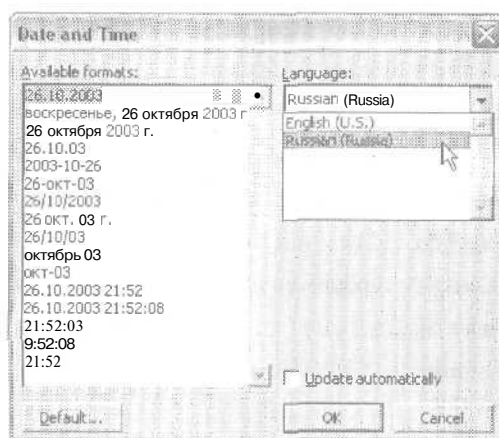 Date and Time
Available formats:
26.10.2003
воскресенье, 26 октября 2003 г
26 октября 2003 г.
26.10.03
2003-10-26
26-окт-03
26/10/2003
26 окт. 03 г.
26/10/03
октябрь 03
окт-03
26.10.2003 21:52
26.10.2003 21:52:08
21:52:03
9:52:08
21:52
Language:
Russian (Russia)
English (U.S.)
Russian (Russia)
Update automatically
Default...
OK
Cancel